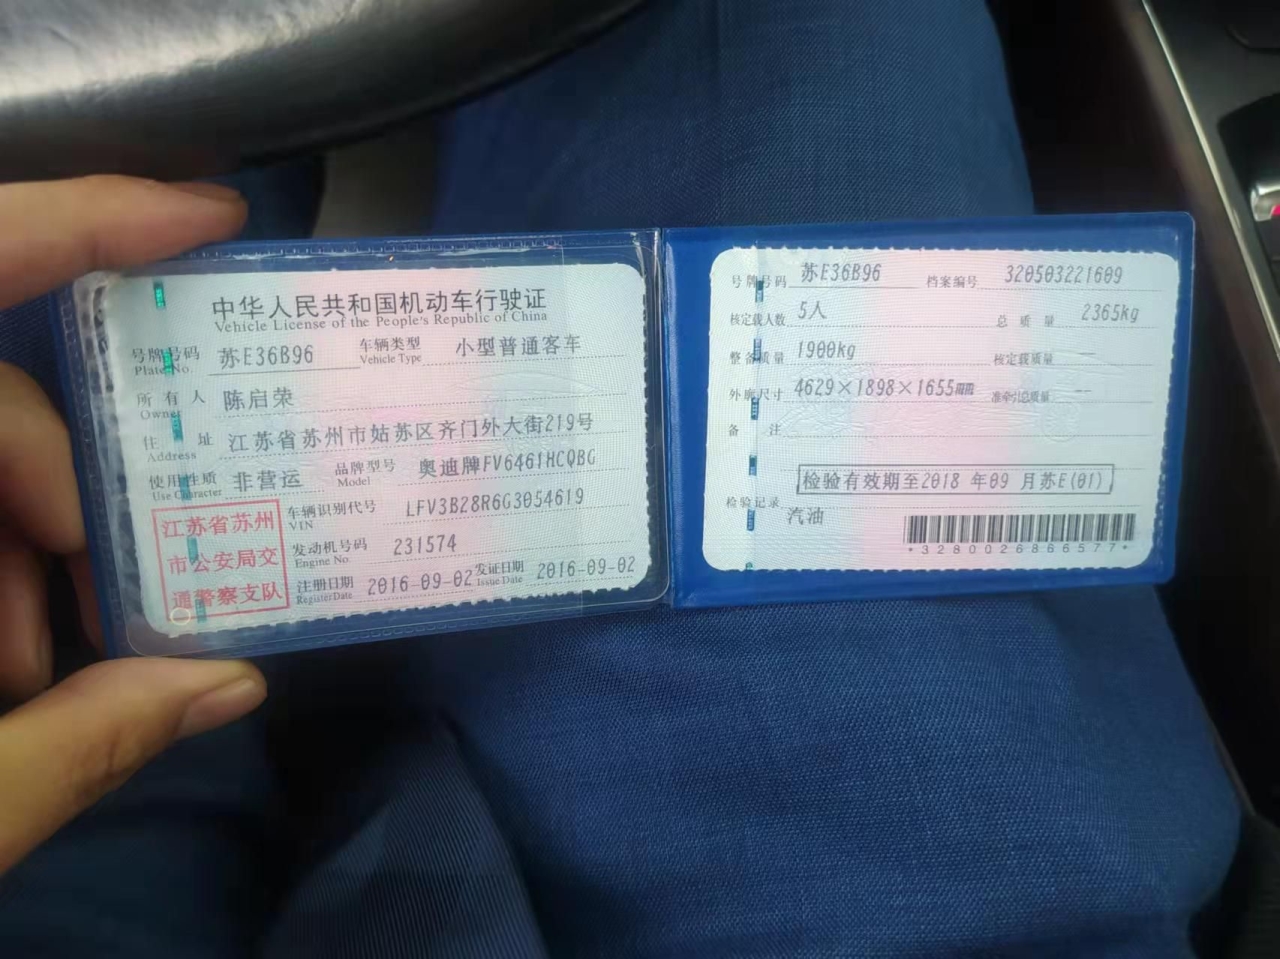 中华人民共和国机动车行驶证
Vehicle License of the People's Republic of China
号牌号码 苏E36B96 车辆类型 小型普通客车
Plate No. Vehicle Type
所有人 陈启荣
Owner
住址 江苏省苏州市姑苏区齐门外大街219号
Address
使用性质 非营运 品牌型号 奥迪牌FV6461HCQBG
Use Character Model
江苏省苏州
市公安局交
通警察支队
车辆识别代号 LFV3B28R6G3054619
VIN
发动机号码 231574
Engine No.
注册日期 2016-09-02 发证日期 2016-09-02
Register Date Issue Date
号牌号码 苏E36B96 档案编号 320503221609
核定载人数 5人 总质量 2365kg
整备质量 1900kg 核定载质量 --
外廓尺寸 4629×1898×1655mm 准牵引总质量 --
备注
检验有效期至2018 年09 月苏E(01)
检验记录
汽油
*3280026866577*